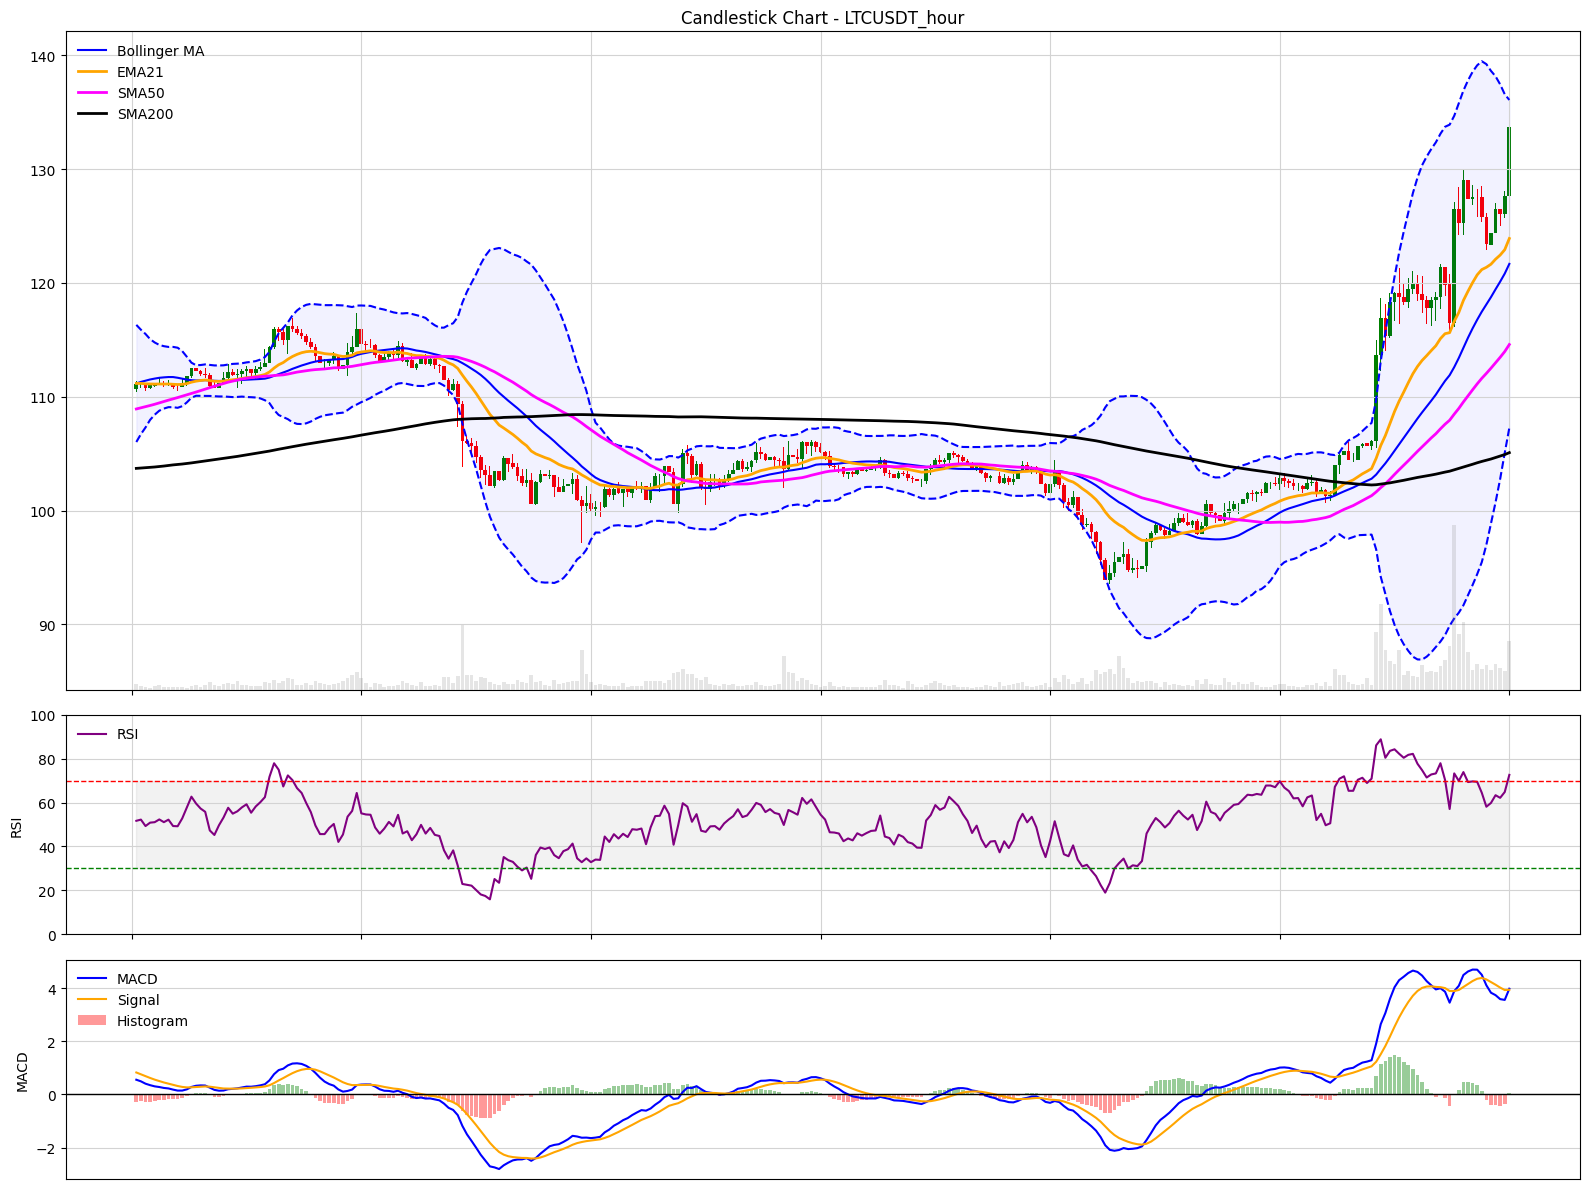 Candlestick Chart - LTCUSDT_hour
Bollinger MA
EMA21
SMA50
SMA200
140
130
120
110
100
90
RSI
RSI
100
80
60
40
20
0
MACD
Signal
Histogram
MACD
4
2
0
−2